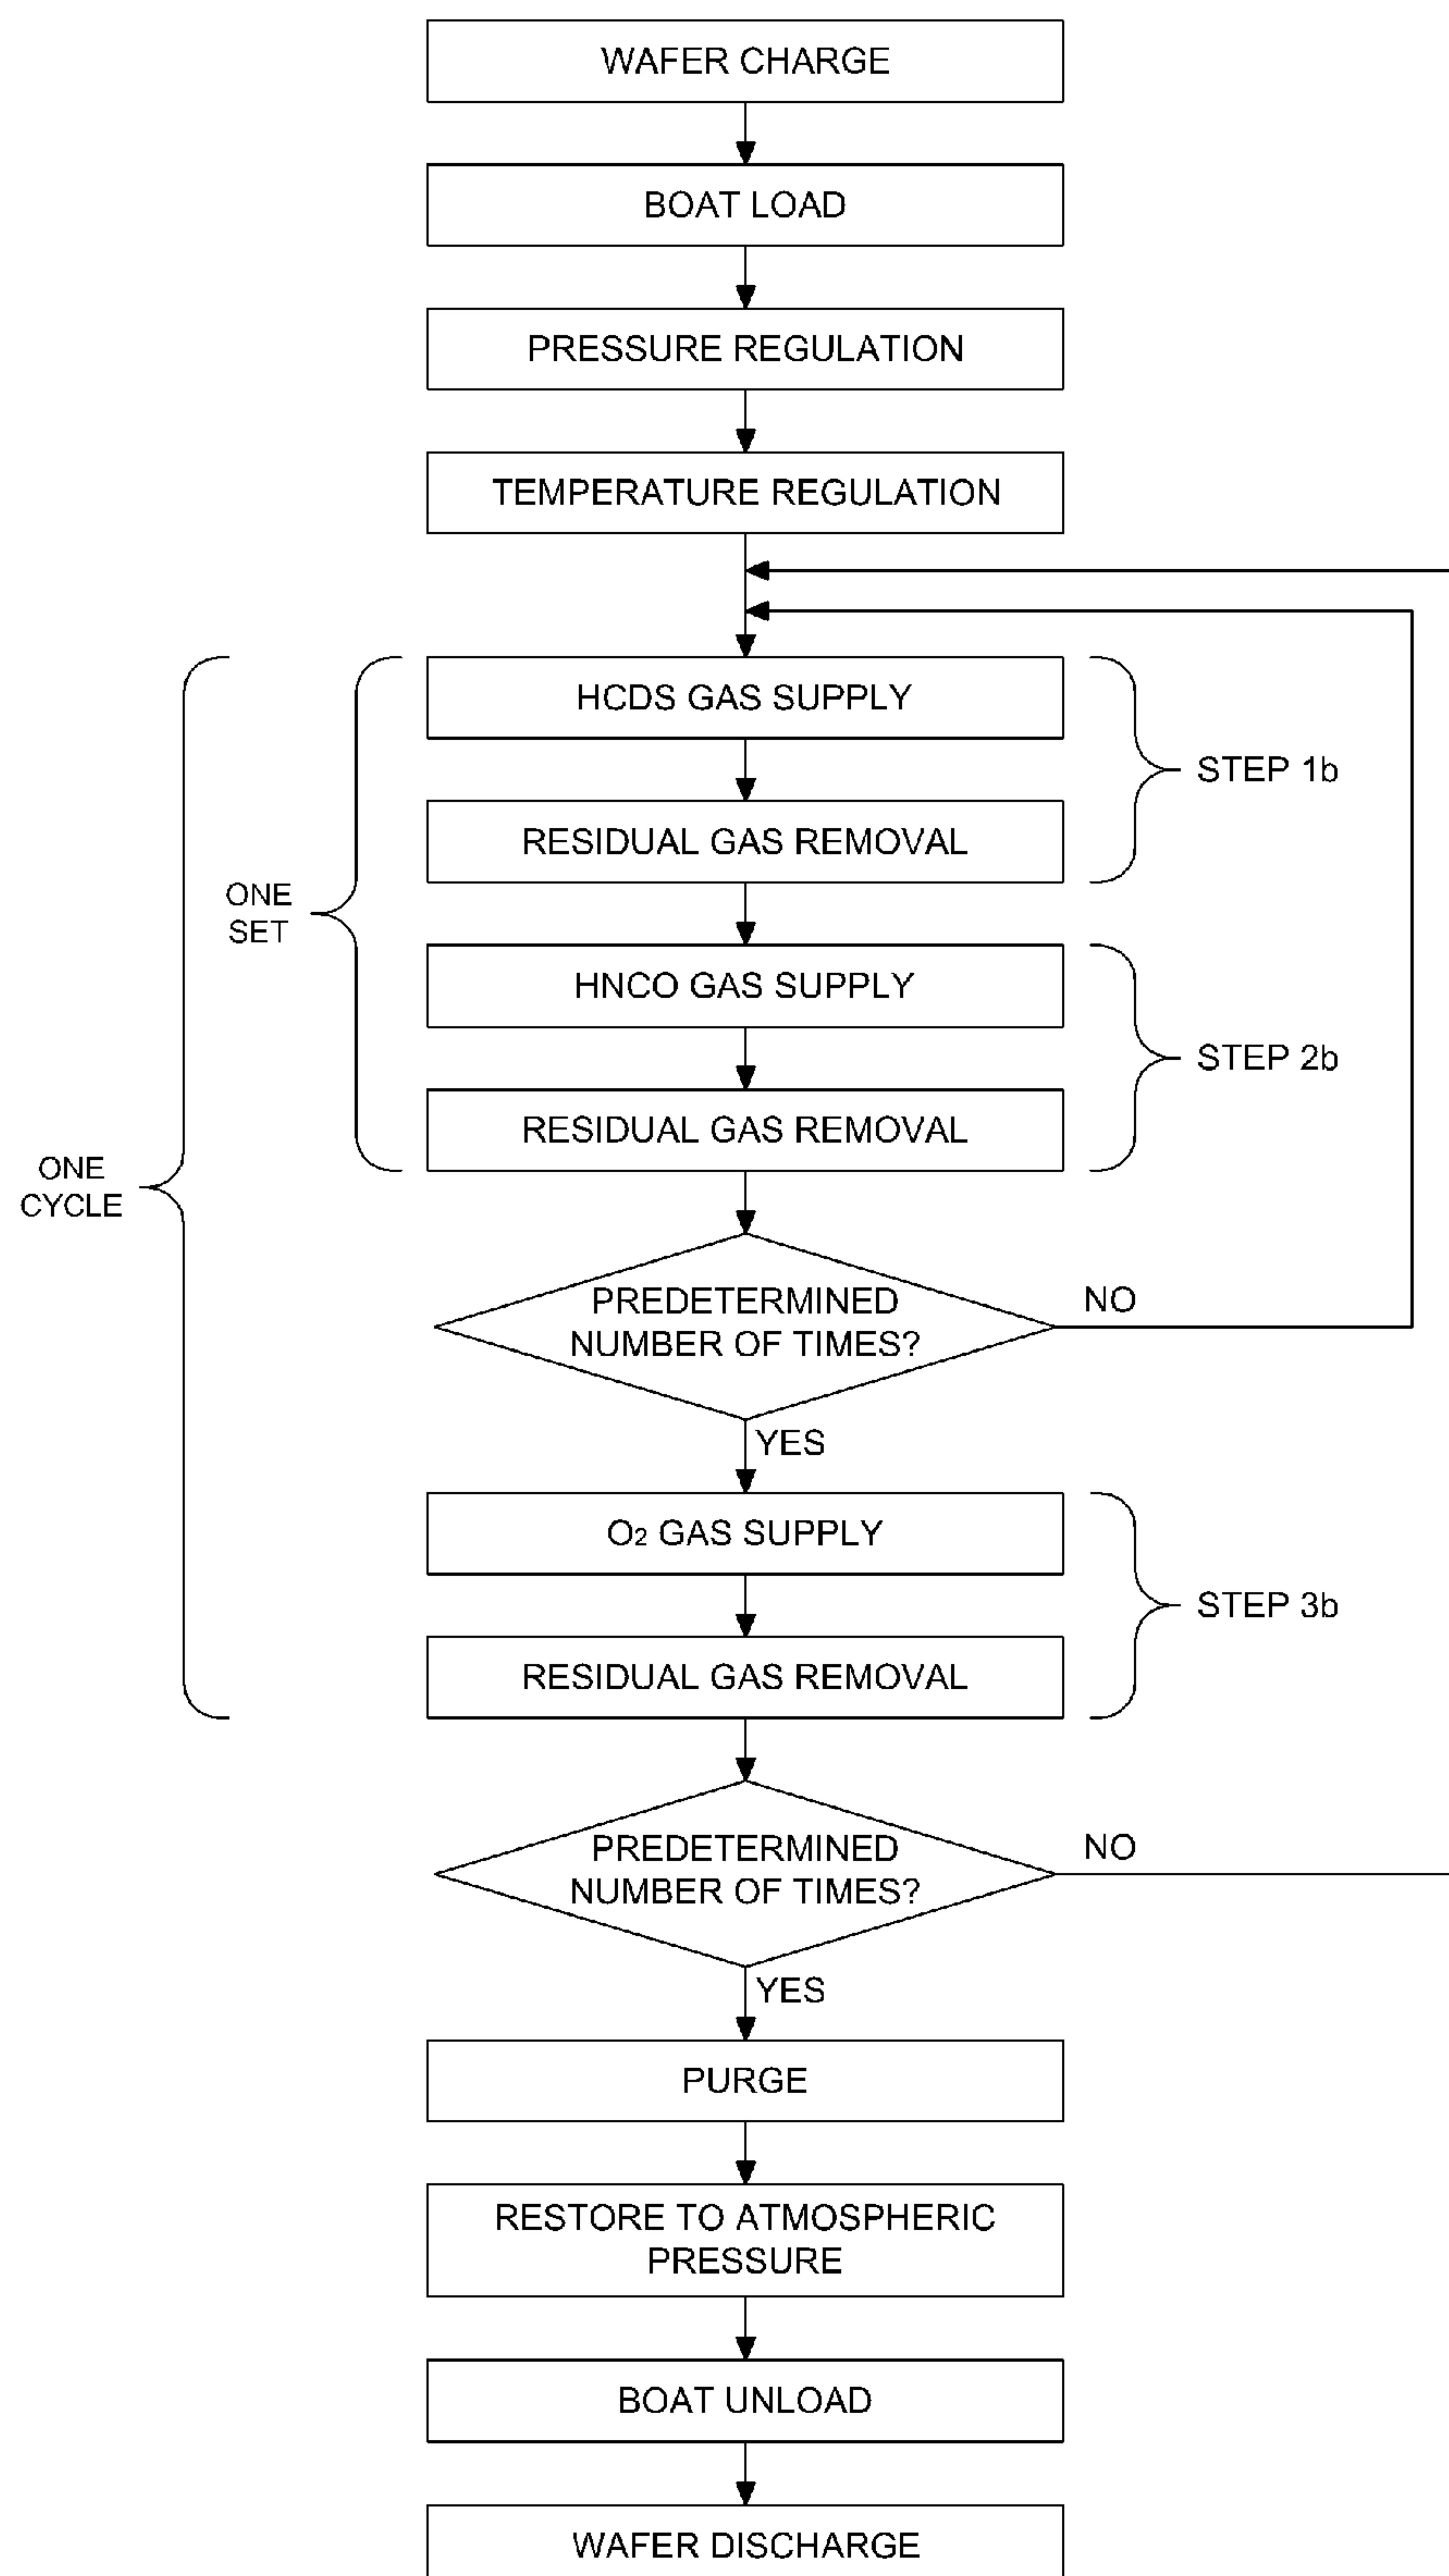 WAFER CHARGE
BOAT LOAD
PRESSURE REGULATION
TEMPERATURE REGULATION
HCDS GAS SUPPLY
STEP 1b
RESIDUAL GAS REMOVAL
ONE
SET
HNCO GAS SUPPLY
STEP 2b
RESIDUAL GAS REMOVAL
ONE
CYCLE
PREDETERMINED
NUMBER OF TIMES?
NO
YES
O₂ GAS SUPPLY
STEP 3b
RESIDUAL GAS REMOVAL
PREDETERMINED
NUMBER OF TIMES?
NO
YES
PURGE
RESTORE TO ATMOSPHERIC
PRESSURE
BOAT UNLOAD
WAFER DISCHARGE